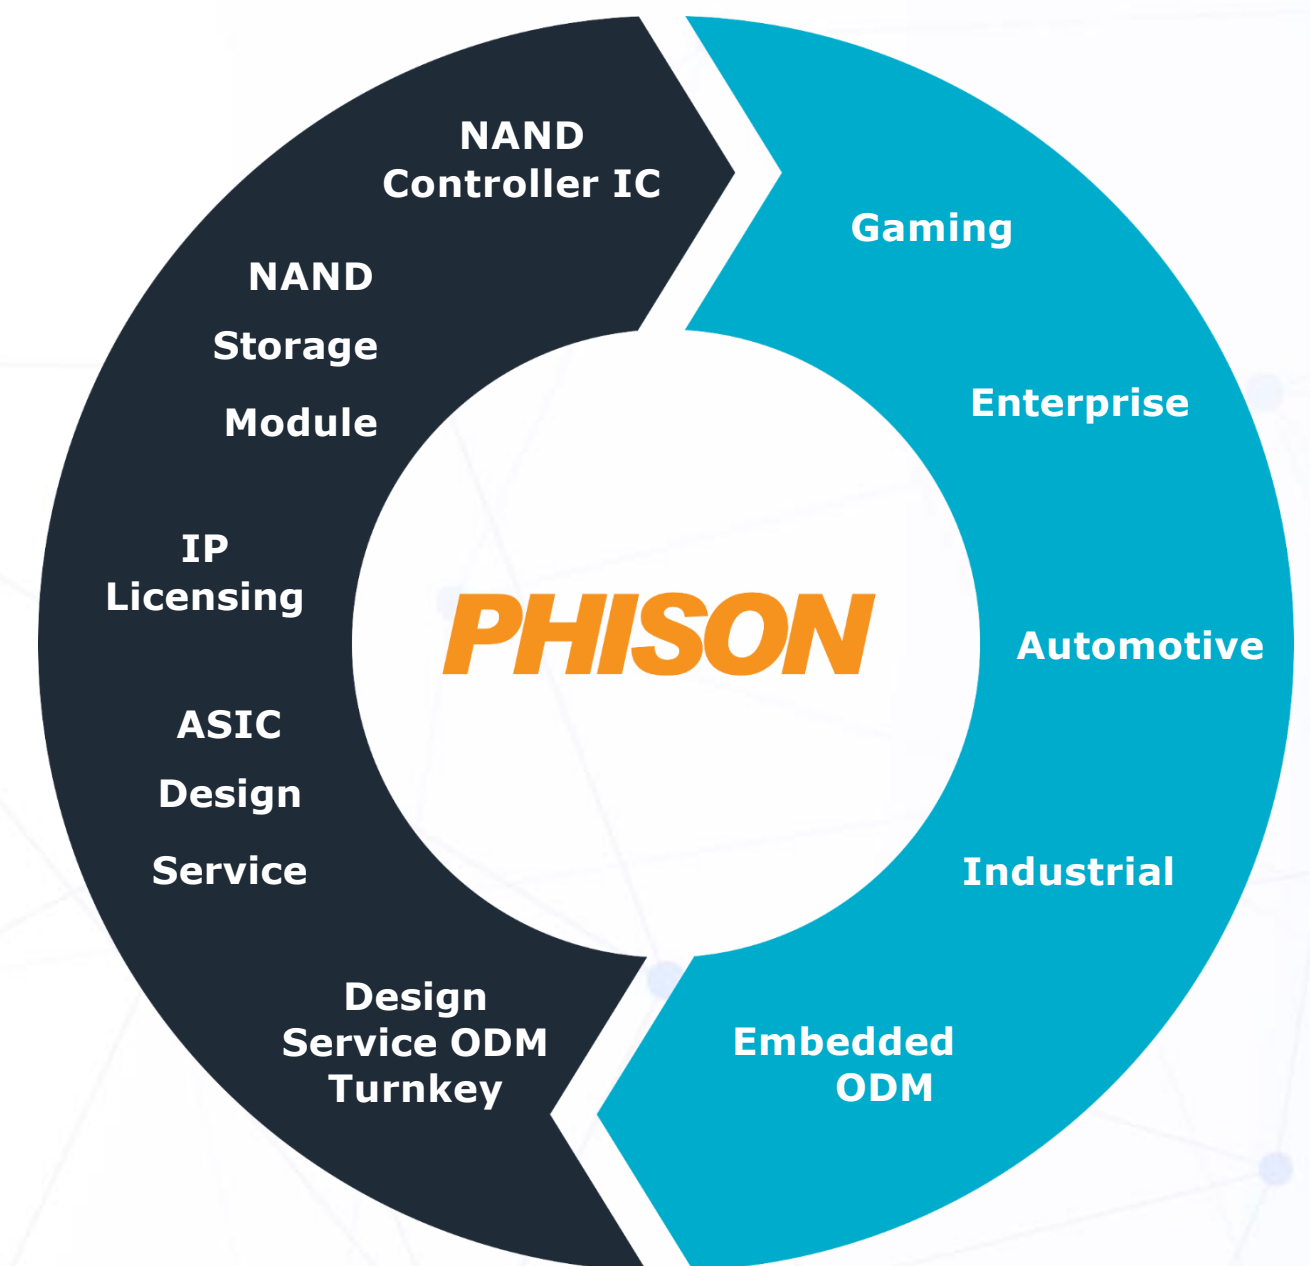 NAND
Controller IC
NAND
Storage
Module
IP
Licensing
ASIC
Design
Service
Design
Service ODM
Turnkey
PHISON
Gaming
Enterprise
Automotive
Industrial
Embedded
ODM